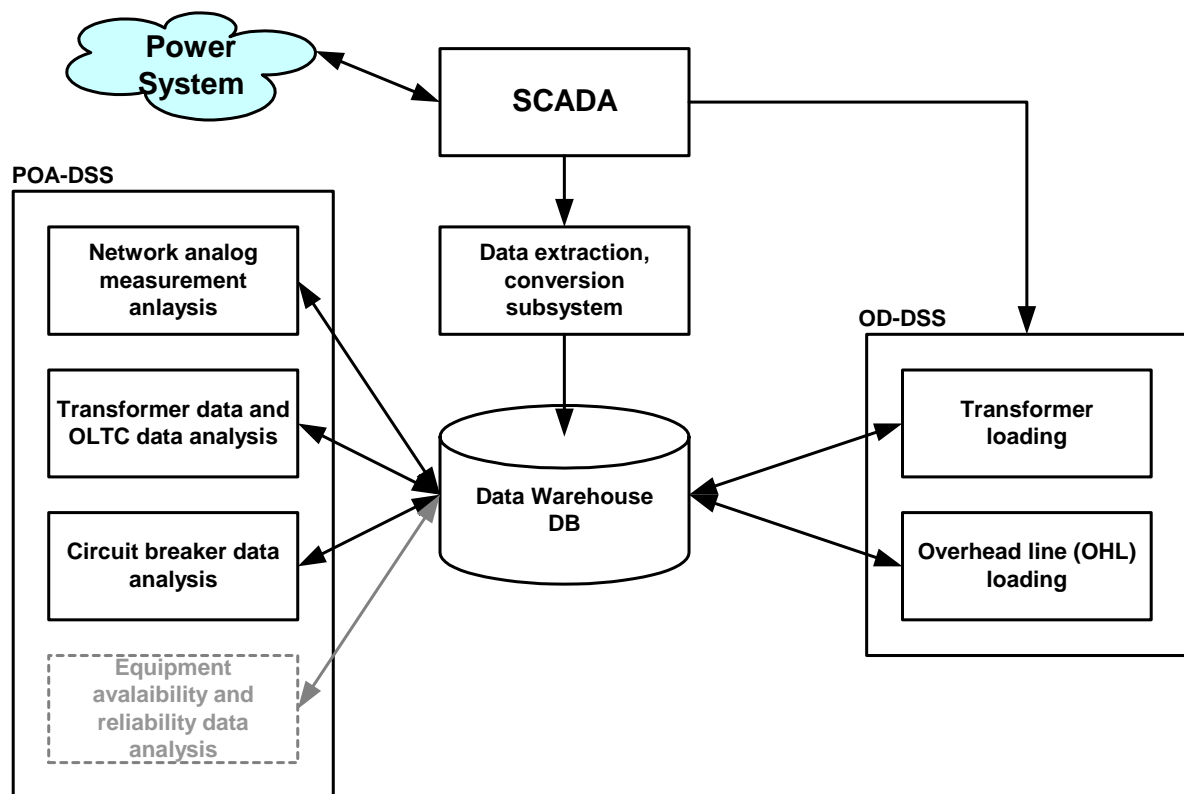 Power
System
SCADA
POA-DSS
Network analog
measurement
anlaysis
Data extraction,
conversion
subsystem
OD-DSS
Transformer data and
OLTC data analysis
Transformer
loading
Data Warehouse
DB
Circuit breaker data
analysis
Overhead line (OHL)
loading
Equipment
avalaibility and
reliability data
analysis